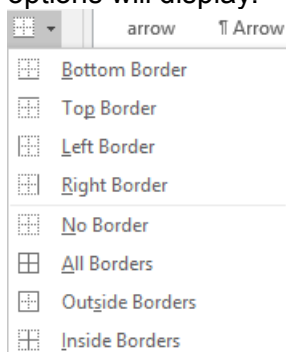 options will display.
arrow ¶ Arrow
Bottom Border
Top Border
Left Border
Right Border
No Border
All Borders
Outside Borders
Inside Borders